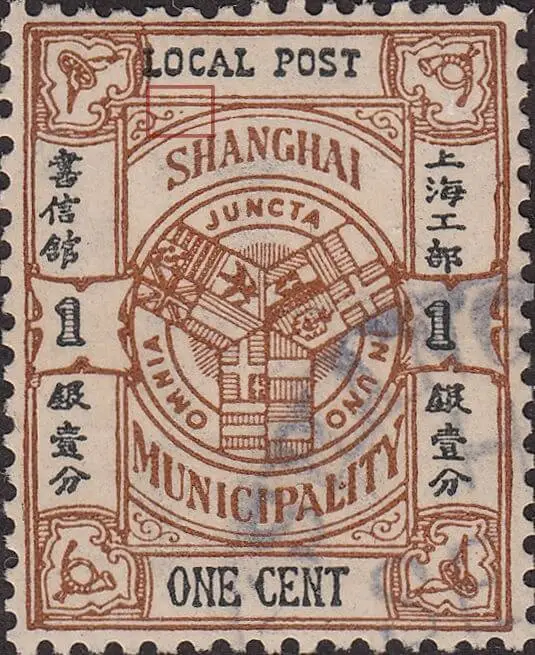 LOCAL POST
SHANGHAI
上海工部
書信館
OMNIA JUNCTA IN UNO
1
1
銀壹分
銀壹分
MUNICIPALITY
ONE CENT